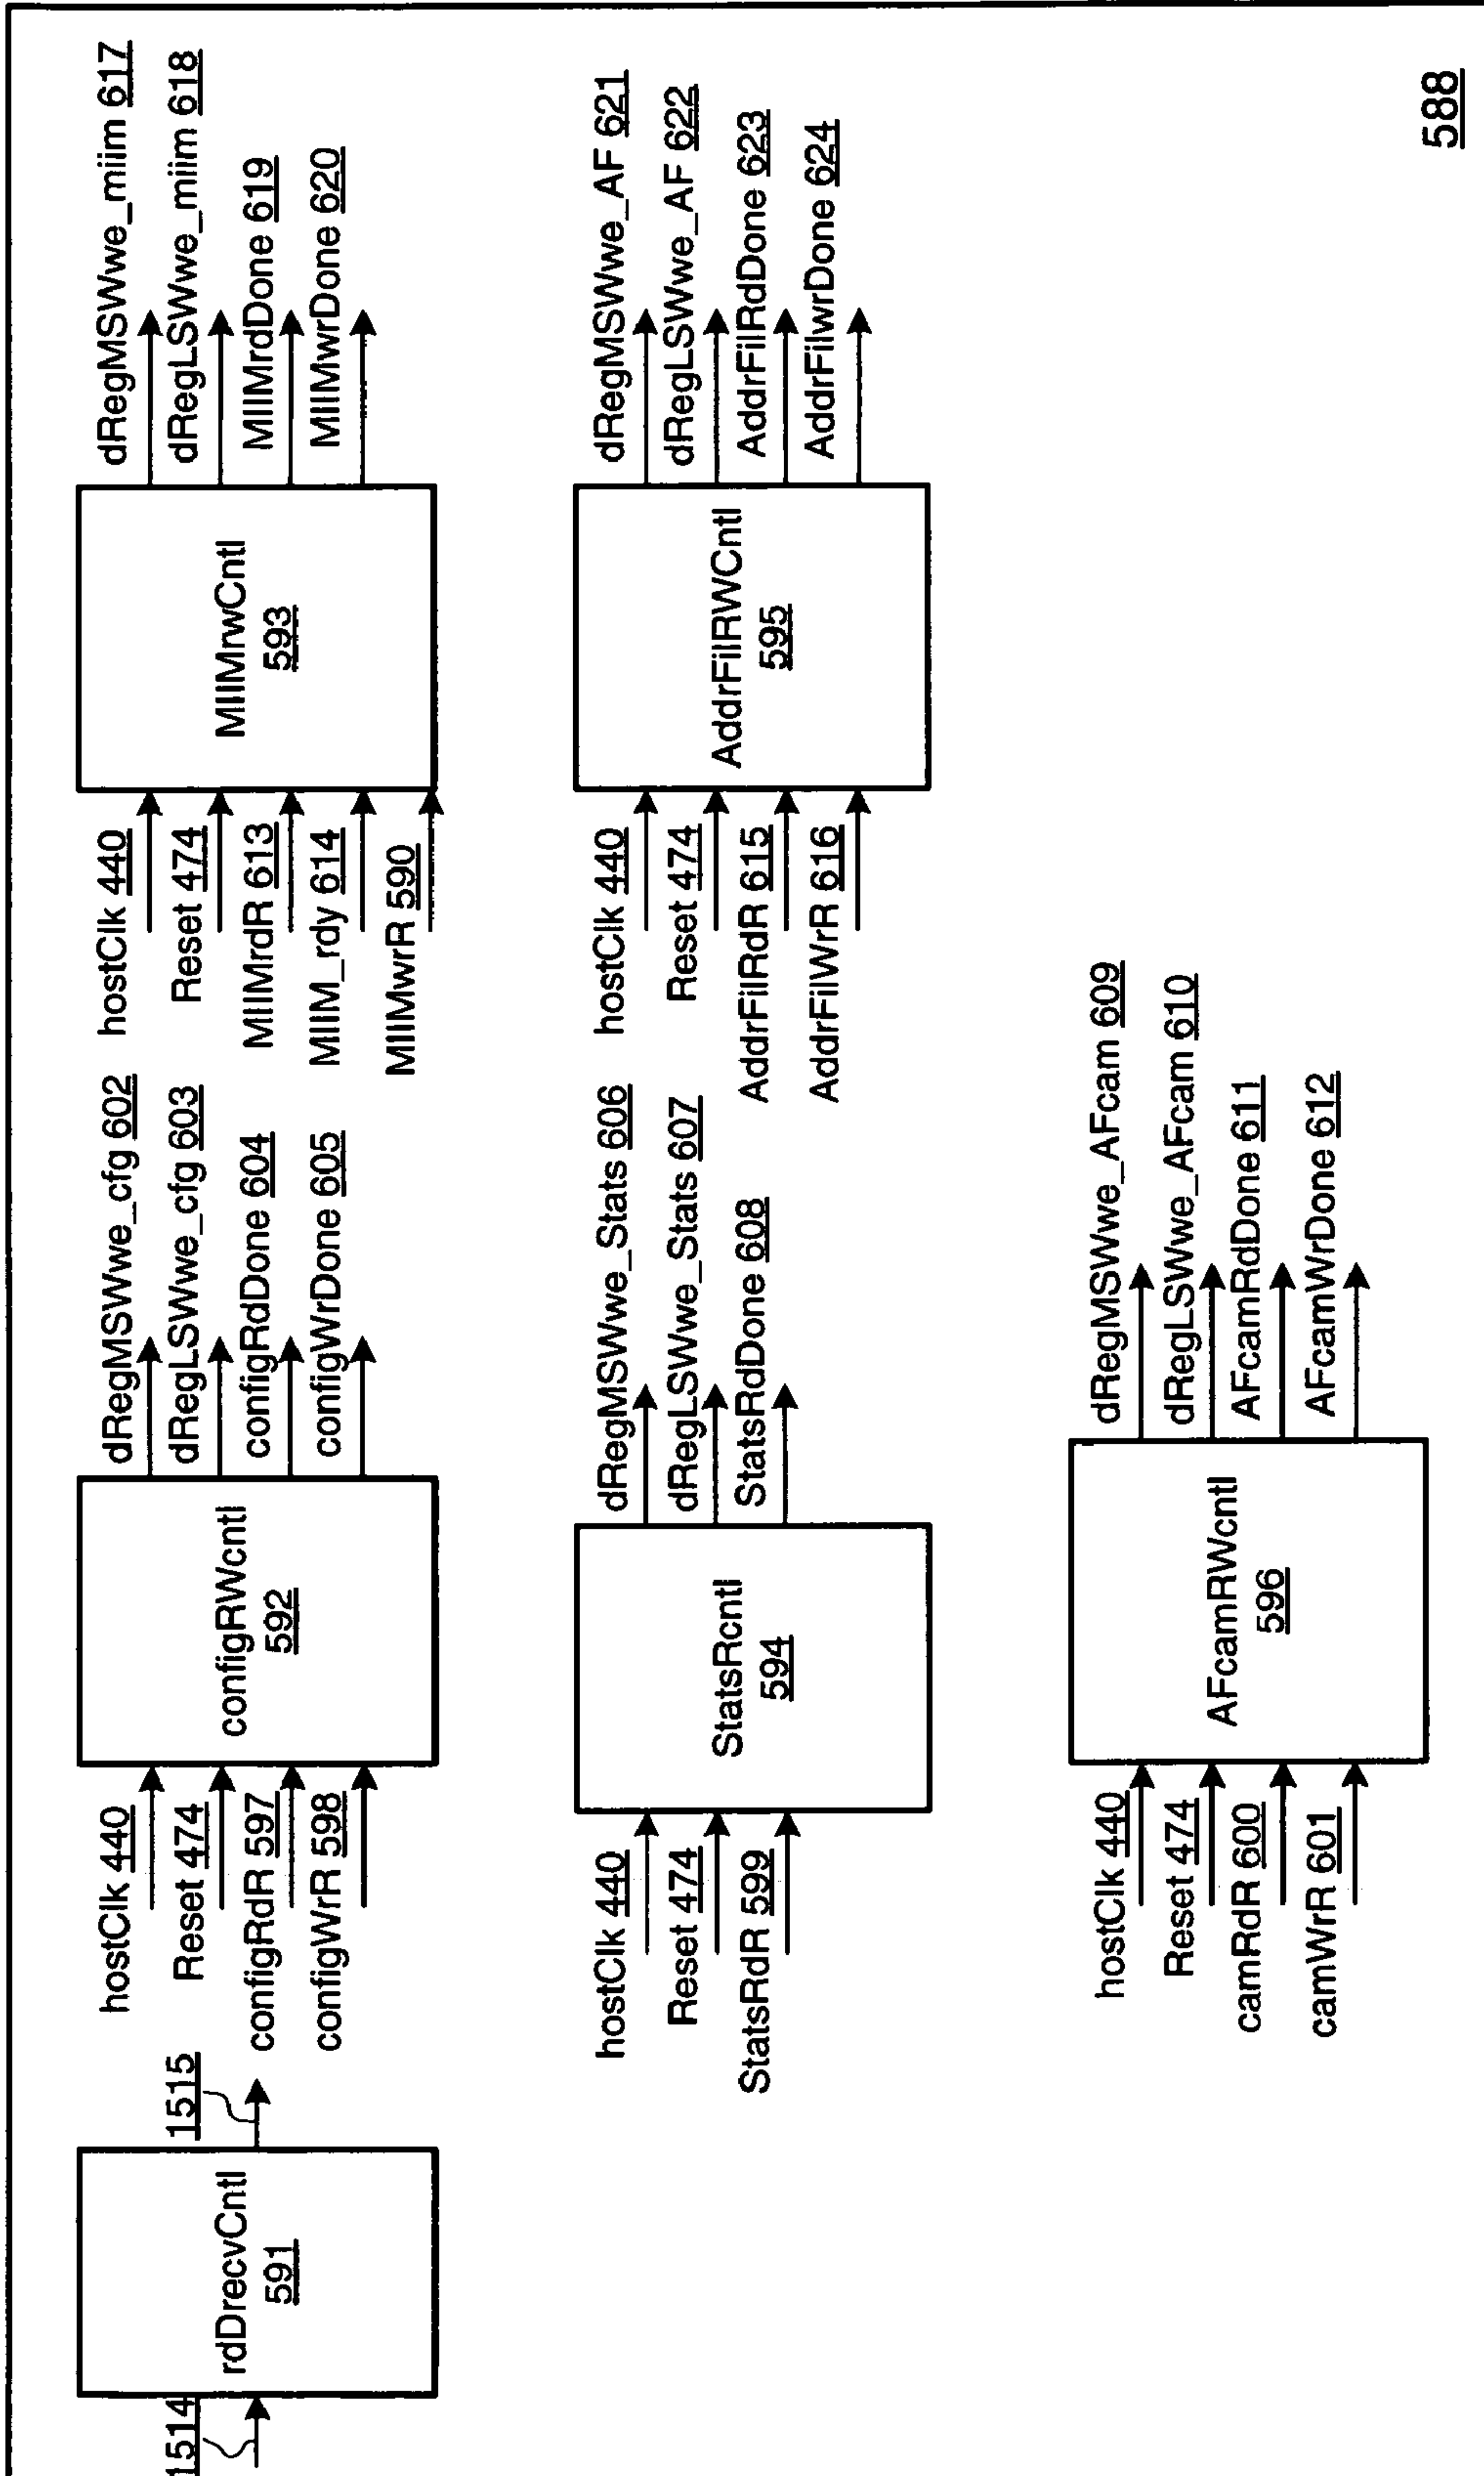 1514
rdDrecvCntl
591
1515
hostClk 440
Reset 474
configRdR 597
configWrR 598
configRWcntl
592
dRegMSWwe_cfg 602
dRegLSWwe_cfg 603
configRdDone 604
configWrDone 605
hostClk 440
Reset 474
MIIMrdR 613
MIIM_rdy 614
MIIMwrR 590
MIIMrwCntl
593
dRegMSWwe_miim 617
dRegLSWwe_miim 618
MIIMrdDone 619
MIIMwrDone 620
hostClk 440
Reset 474
StatsRdR 599
StatsRcntl
594
dRegMSWwe_Stats 606
dRegLSWwe_Stats 607
StatsRdDone 608
hostClk 440
Reset 474
AddrFilRdR 615
AddrFilWrR 616
AddrFilRWCntl
595
dRegMSWwe_AF 621
dRegLSWwe_AF 622
AddrFilRdDone 623
AddrFilwrDone 624
hostClk 440
Reset 474
camRdR 600
camWrR 601
AFcamRWcntl
596
dRegMSWwe_AFcam 609
dRegLSWwe_AFcam 610
AFcamRdDone 611
AFcamWrDone 612
588